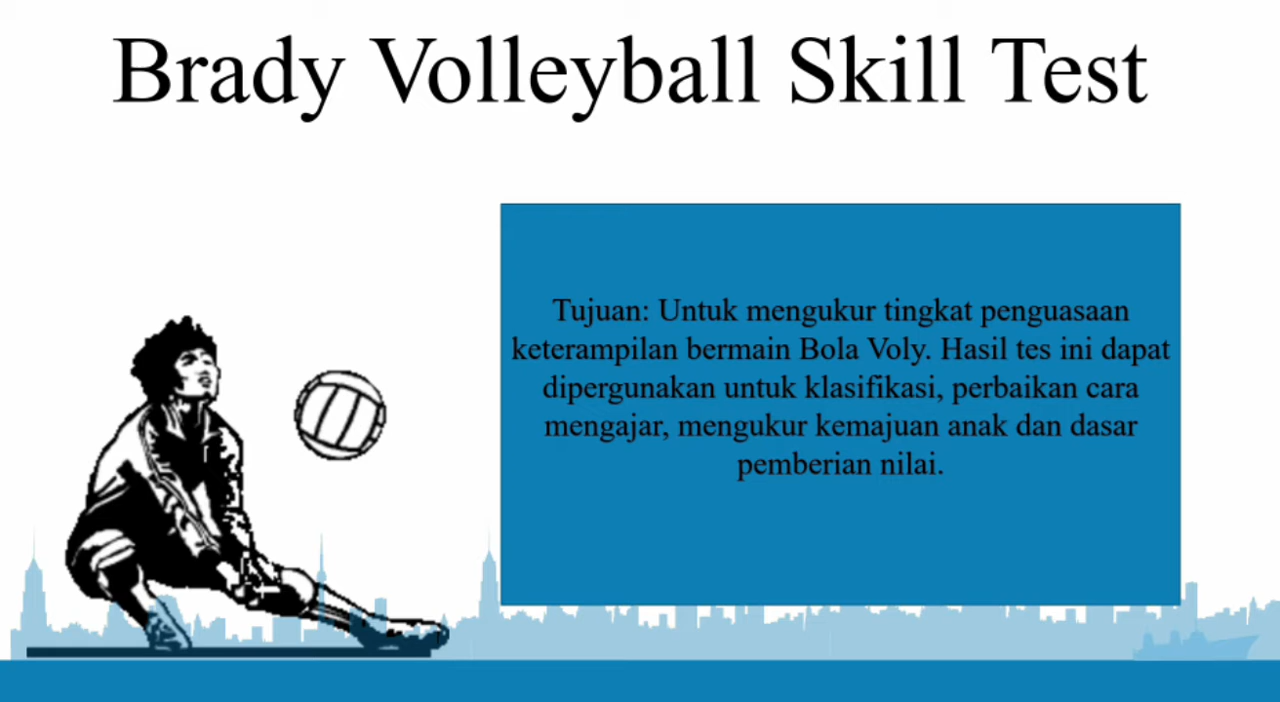 Brady Volleyball Skill Test
Tujuan: Untuk mengukur tingkat penguasaan
keterampilan bermain Bola Voly. Hasil tes ini dapat
dipergunakan untuk klasifikasi, perbaikan cara
mengajar, mengukur kemajuan anak dan dasar
pemberian nilai.